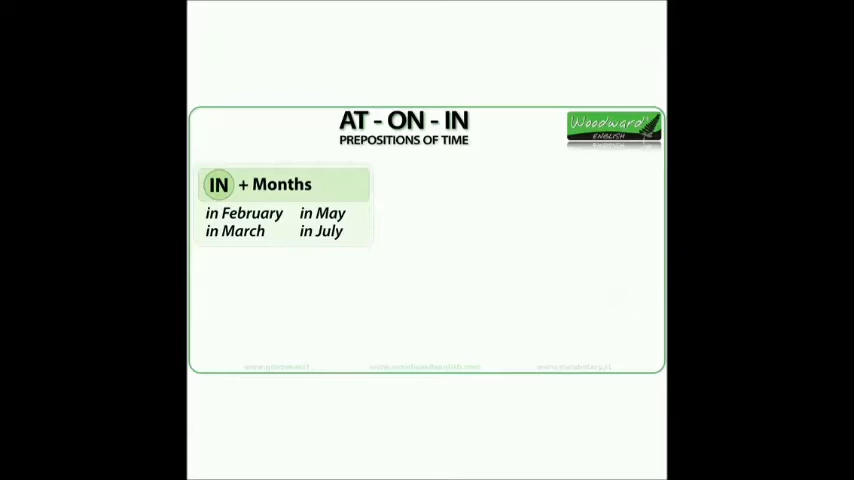 AT - ON - IN
PREPOSITIONS OF TIME
Woodward
ENGLISH
IN + Months
in February in May
in March in July